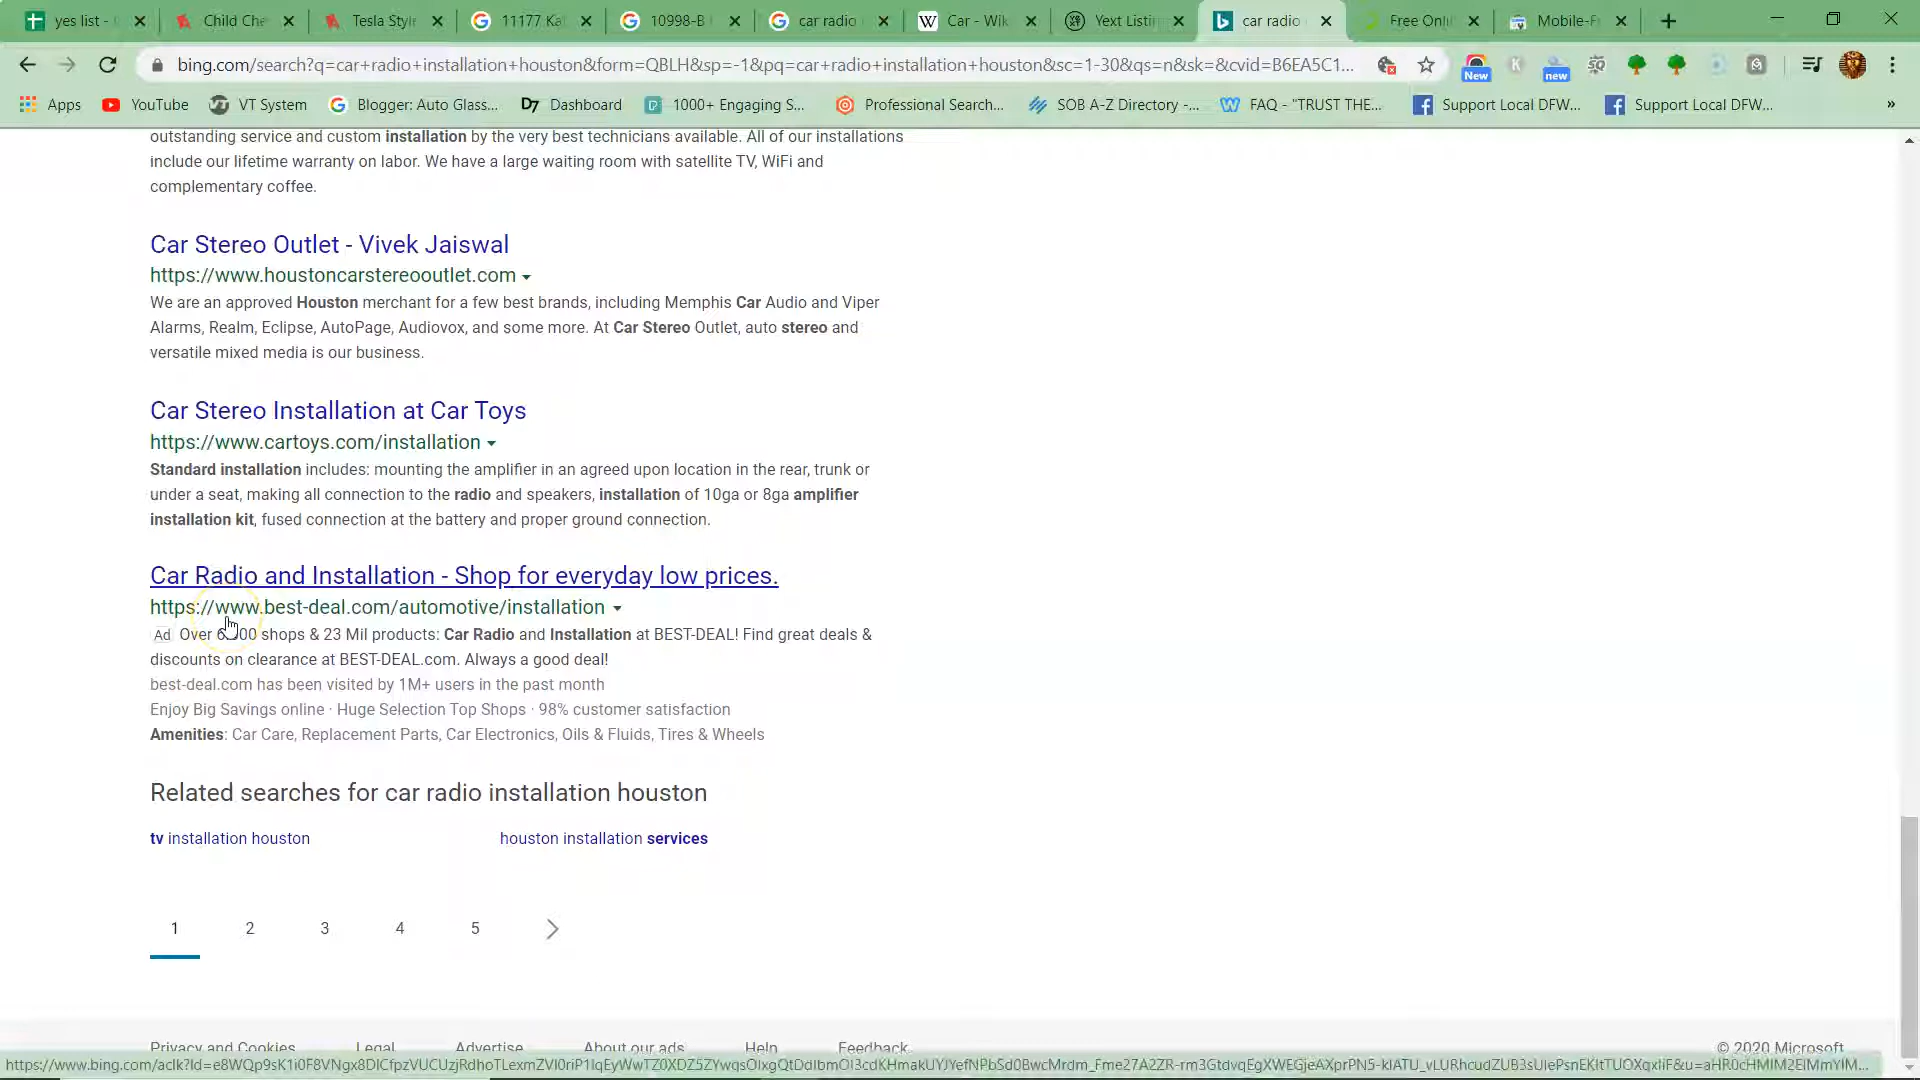 yes list -
Child Che
Tesla Style
11177 Ka
10998-B
car radio
Car - Wik
Yext Listin
car radio
Free Onli
Mobile-F
bing.com/search?q=car+radio+installation+houston&form=QBLH&sp=-1&pq=car+radio+installation+houston&sc=1-30&qs=n&sk=&cvid=B6EA5C1...
New
new
Apps
YouTube
VT System
Blogger: Auto Glass...
Dashboard
1000+ Engaging S...
Professional Search...
SOB A-Z Directory -...
FAQ - "TRUST THE...
Support Local DFW...
Support Local DFW...
»
outstanding service and custom installation by the very best technicians available. All of our installations
include our lifetime warranty on labor. We have a large waiting room with satellite TV, WiFi and
complementary coffee.
Car Stereo Outlet - Vivek Jaiswal
https://www.houstoncarstereooutlet.com
We are an approved Houston merchant for a few best brands, including Memphis Car Audio and Viper
Alarms, Realm, Eclipse, AutoPage, Audiovox, and some more. At Car Stereo Outlet, auto stereo and
versatile mixed media is our business.
Car Stereo Installation at Car Toys
https://www.cartoys.com/installation
Standard installation includes: mounting the amplifier in an agreed upon location in the rear, trunk or
under a seat, making all connection to the radio and speakers, installation of 10ga or 8ga amplifier
installation kit, fused connection at the battery and proper ground connection.
Car Radio and Installation - Shop for everyday low prices.
https://www.best-deal.com/automotive/installation
Ad Over shops & 23 Mil products: Car Radio and Installation at BEST-DEAL! Find great deals &
discounts on clearance at BEST-DEAL.com. Always a good deal!
best-deal.com has been visited by 1M+ users in the past month
Enjoy Big Savings online · Huge Selection Top Shops · 98% customer satisfaction
Amenities: Car Care, Replacement Parts, Car Electronics, Oils & Fluids, Tires & Wheels
Related searches for car radio installation houston
tv installation houston
houston installation services
1 2 3 4 5
Privacy and Cookies Legal Advertise About our ads Help Feedback © 2020 Microsoft